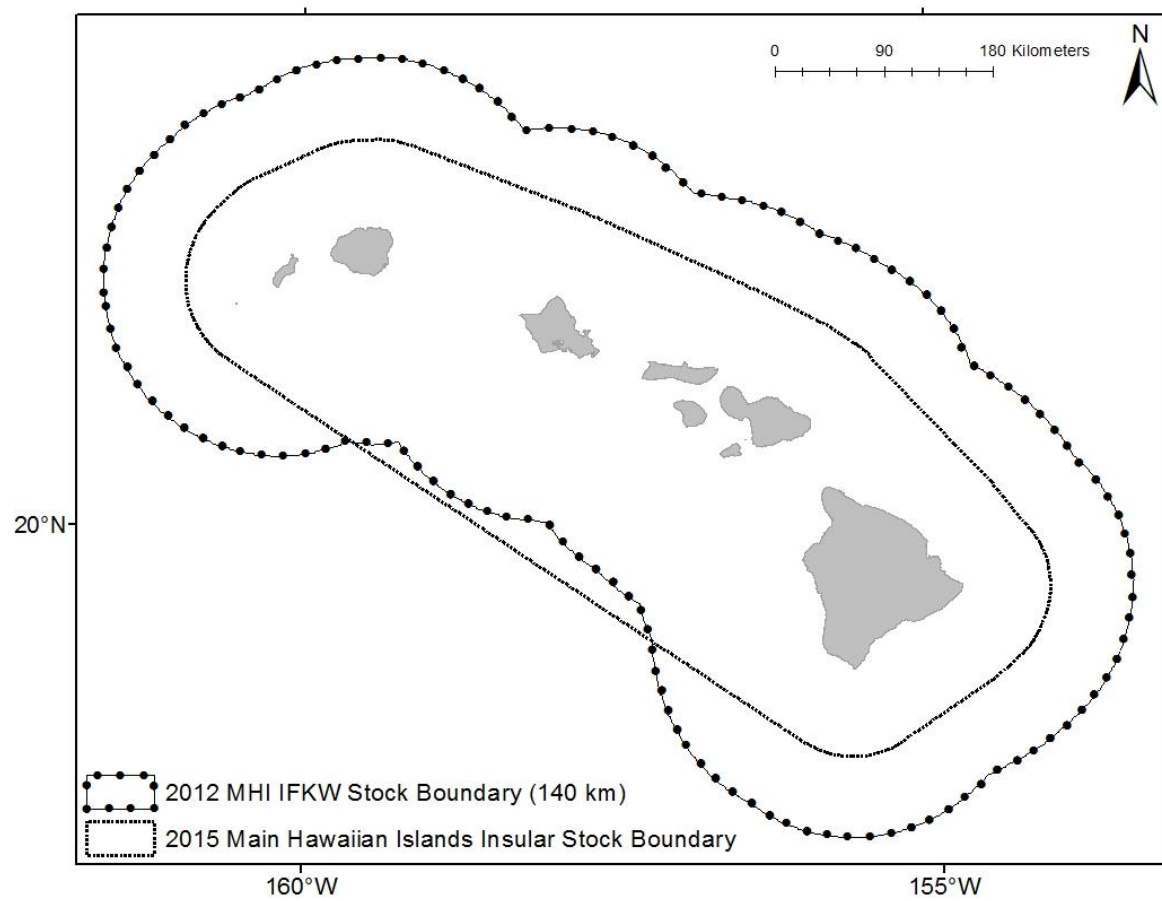 0 90 180 Kilometers
N
20°N
2012 MHI IFKW Stock Boundary (140 km)
2015 Main Hawaiian Islands Insular Stock Boundary
160°W 155°W